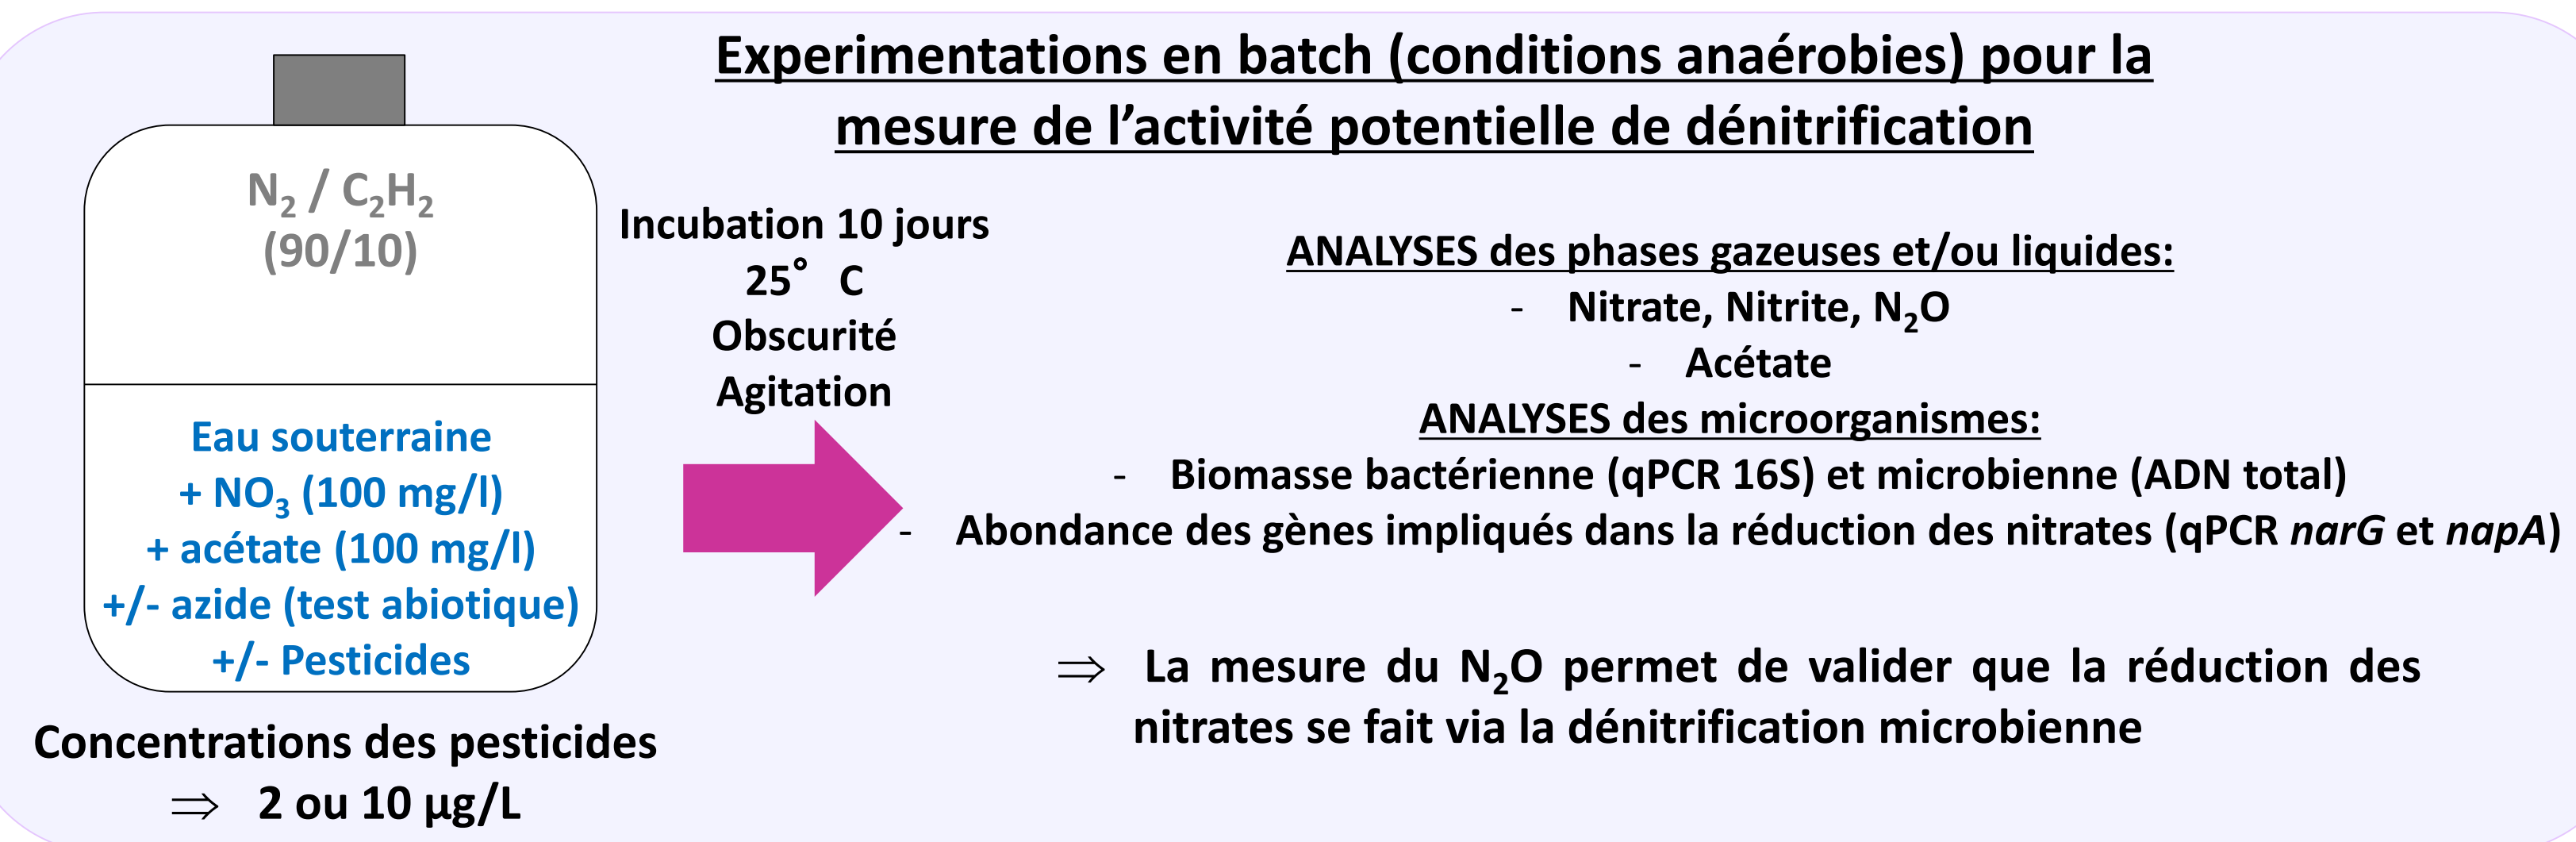 Experimentations en batch (conditions anaérobies) pour la
mesure de l’activité potentielle de dénitrification
N₂ / C₂H₂
(90/10)
Eau souterraine
+ NO₃ (100 mg/l)
+ acétate (100 mg/l)
+/- azide (test abiotique)
+/- Pesticides
Concentrations des pesticides
⇒ 2 ou 10 µg/L
Incubation 10 jours
25° C
Obscurité
Agitation
ANALYSES des phases gazeuses et/ou liquides:
- Nitrate, Nitrite, N₂O
- Acétate
ANALYSES des microorganismes:
- Biomasse bactérienne (qPCR 16S) et microbienne (ADN total)
- Abondance des gènes impliqués dans la réduction des nitrates (qPCR narG et napA)
⇒ La mesure du N₂O permet de valider que la réduction des
nitrates se fait via la dénitrification microbienne